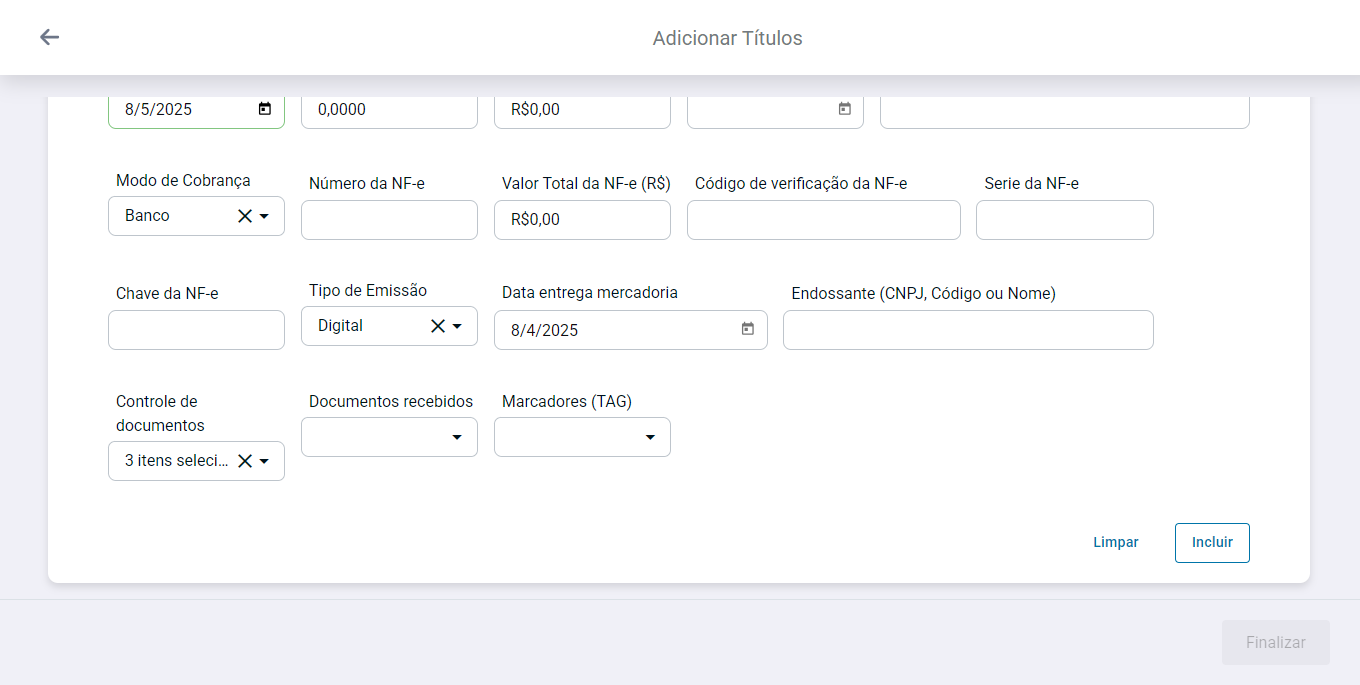 Adicionar Títulos
8/5/2025 0,0000 R$0,00
Modo de Cobrança Número da NF-e Valor Total da NF-e (R$) Código de verificação da NF-e Serie da NF-e
Banco R$0,00
Chave da NF-e Tipo de Emissão Data entrega mercadoria Endossante (CNPJ, Código ou Nome)
Digital 8/4/2025
Controle de documentos Documentos recebidos Marcadores (TAG)
3 itens seleci...
Limpar Incluir
Finalizar